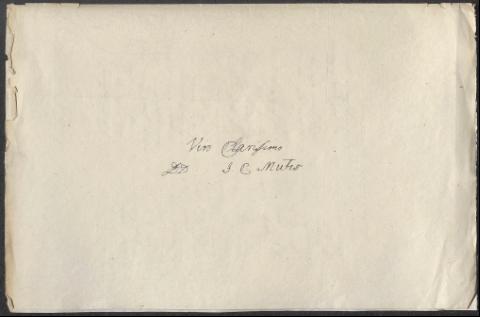 Viro Clarissimo
DD J C Mutis